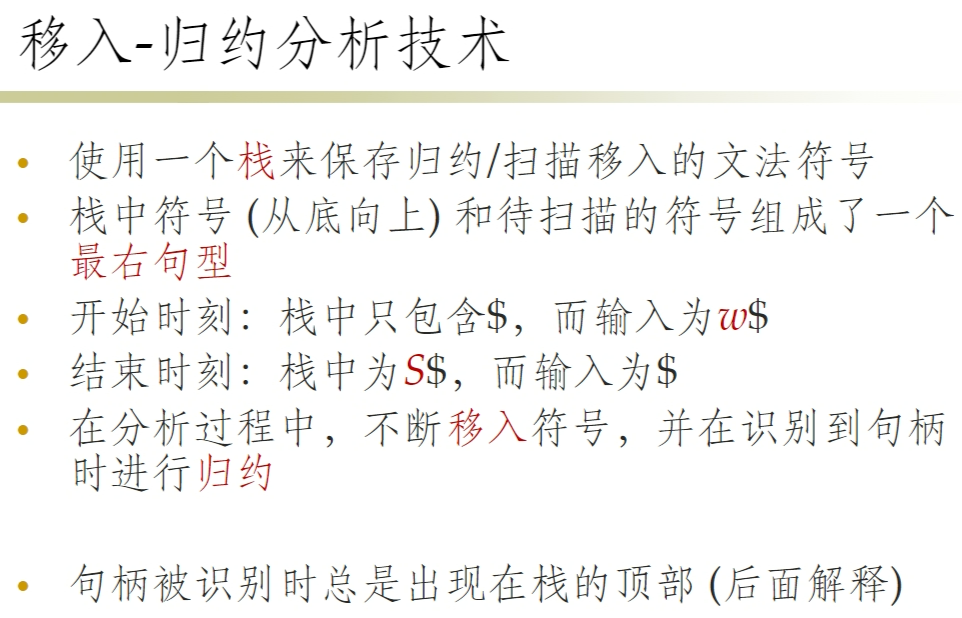 移入-归约分析技术
• 使用一个栈来保存归约/扫描移入的文法符号
• 栈中符号 (从底向上) 和待扫描的符号组成了一个
最右句型
• 开始时刻：栈中只包含$，而输入为w$
• 结束时刻：栈中为S$，而输入为$
• 在分析过程中，不断移入符号，并在识别到句柄
时进行归约
• 句柄被识别时总是出现在栈的顶部 (后面解释)